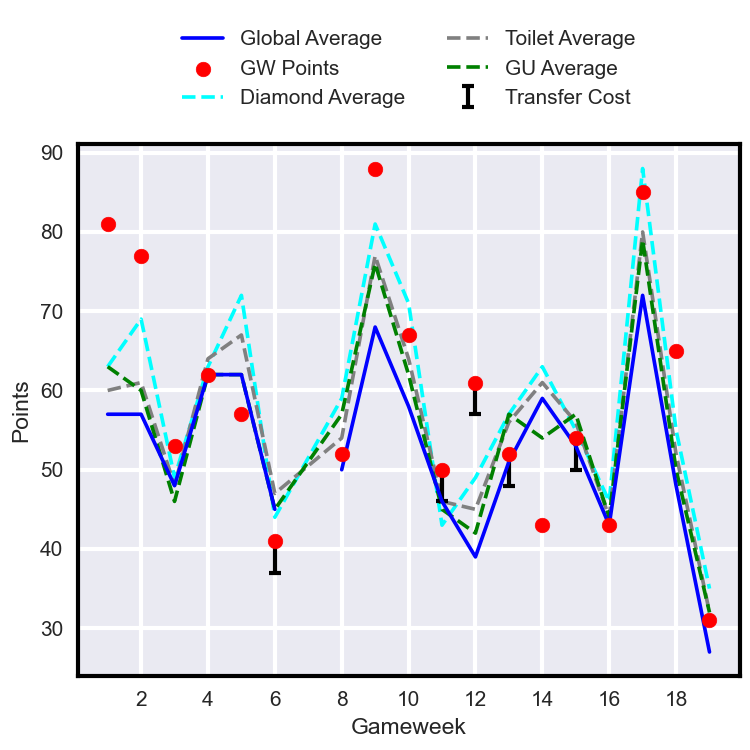 Global Average
GW Points
Diamond Average
Toilet Average
GU Average
Transfer Cost
90
80
70
60
50
40
30
Points
2 4 6 8 10 12 14 16 18
Gameweek